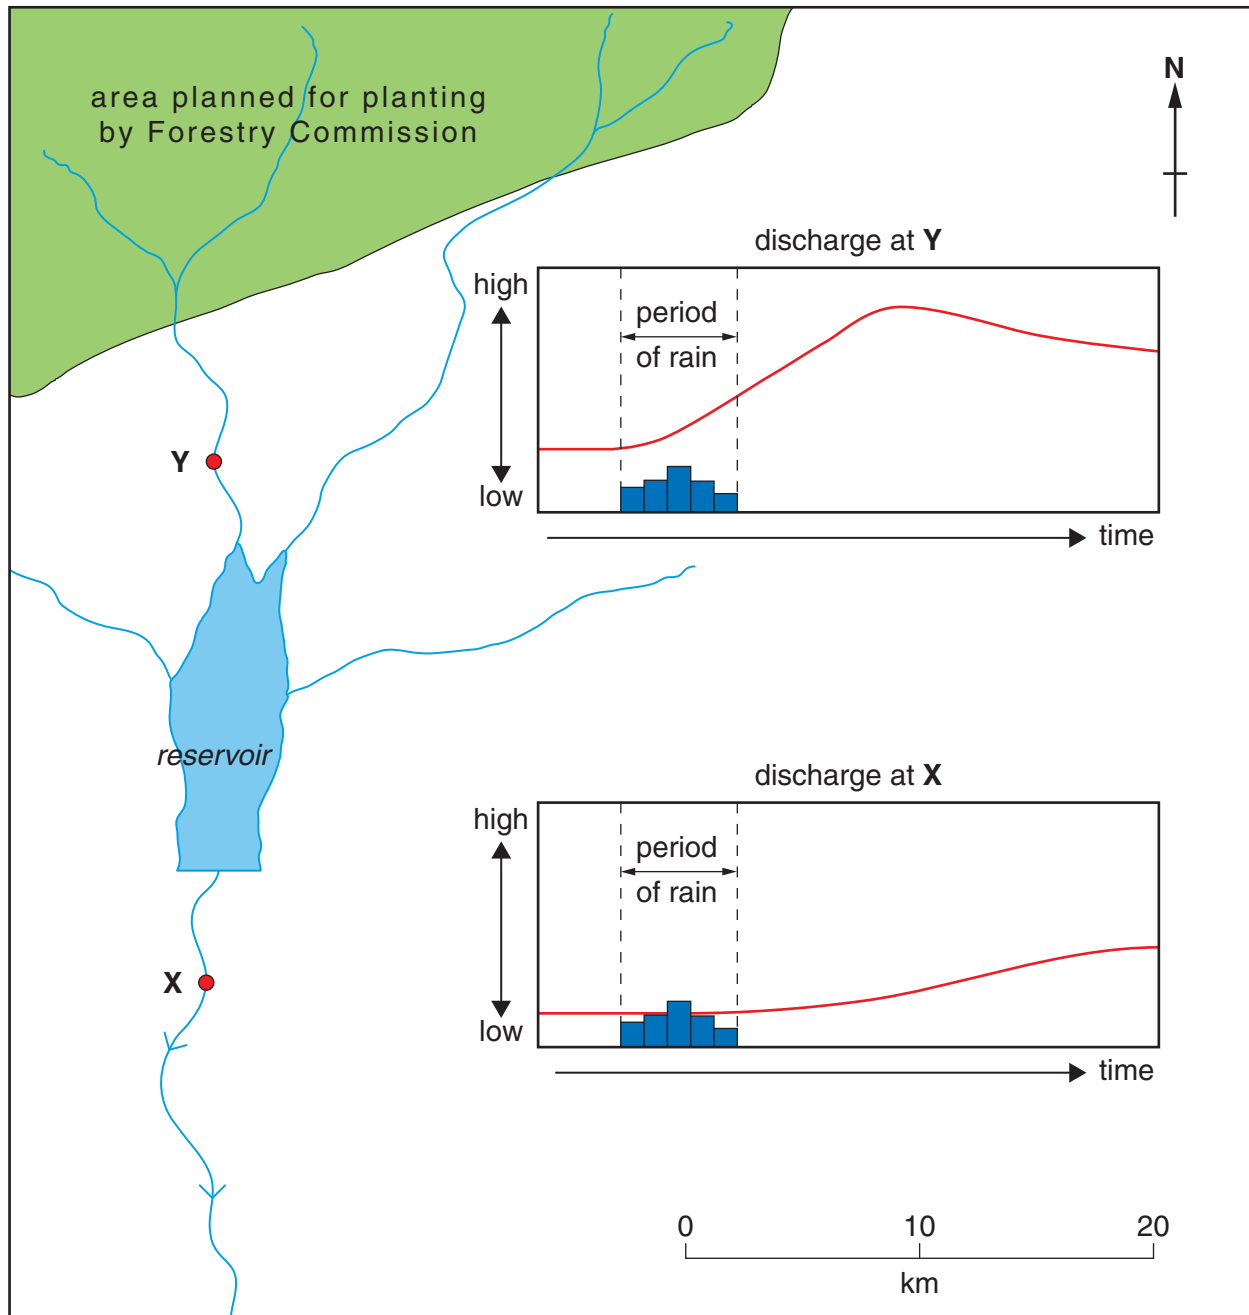 area planned for planting
by Forestry Commission
N
discharge at Y
high
period
of rain
low
time
Y
reservoir
discharge at X
high
period
of rain
low
time
X
0 10 20
km